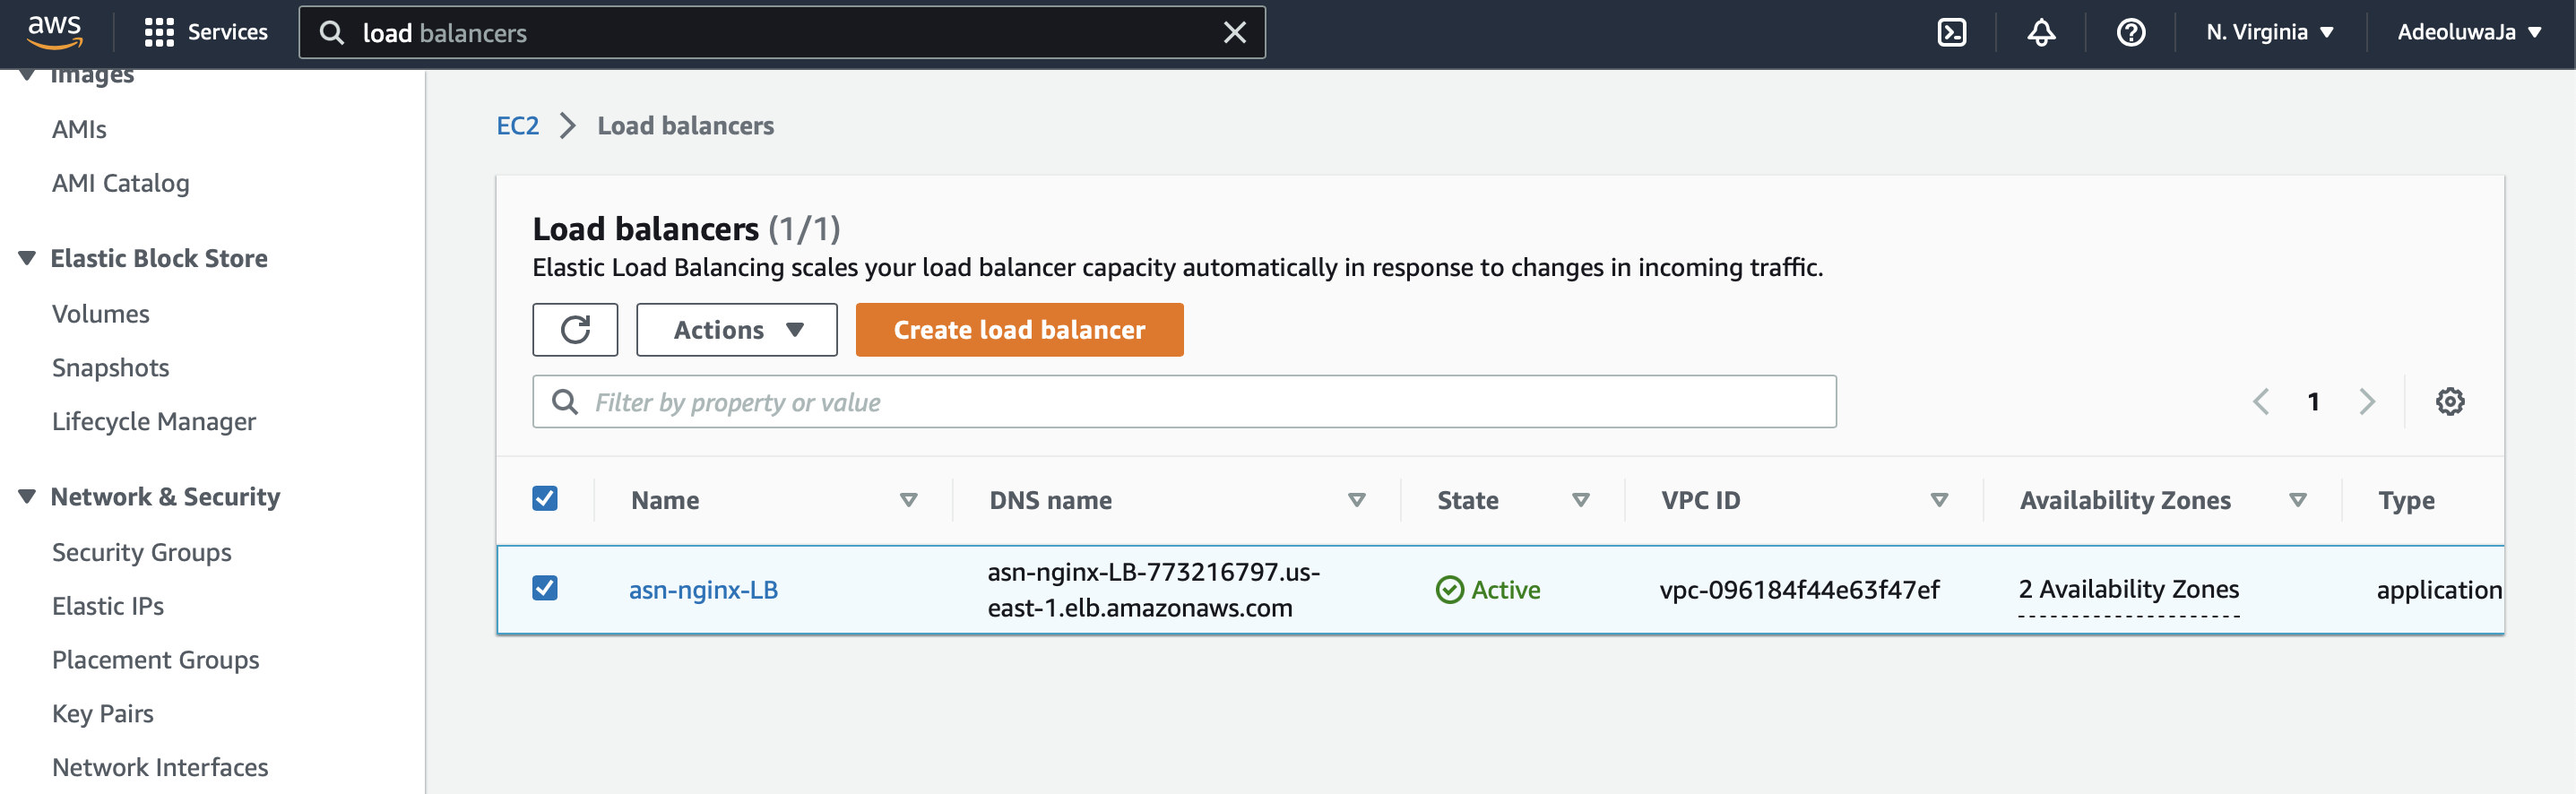 aws
Services
load balancers
N. Virginia
AdeoluwaJa
Images
AMIs
AMI Catalog
Elastic Block Store
Volumes
Snapshots
Lifecycle Manager
Network & Security
Security Groups
Elastic IPs
Placement Groups
Key Pairs
Network Interfaces
EC2
Load balancers
Load balancers (1/1)
Elastic Load Balancing scales your load balancer capacity automatically in response to changes in incoming traffic.
Actions
Create load balancer
Filter by property or value
1
Name
DNS name
State
VPC ID
Availability Zones
Type
asn-nginx-LB
asn-nginx-LB-773216797.us-
east-1.elb.amazonaws.com
Active
vpc-096184f44e63f47ef
2 Availability Zones
application